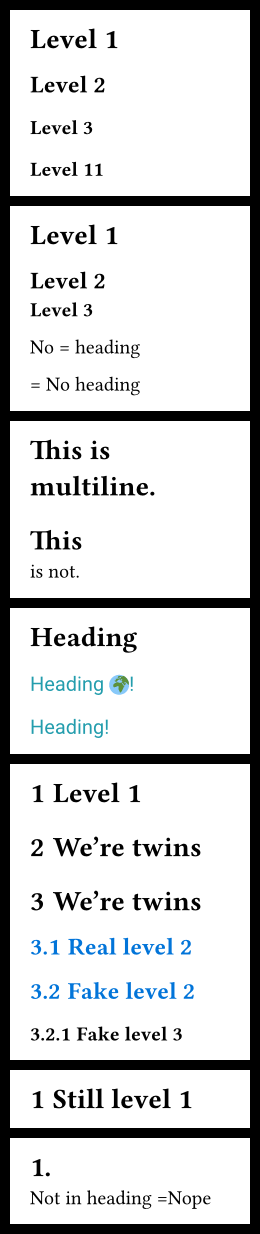 Level 1
Level 2
Level 3
Level 11
Level 1
Level 2
Level 3
No = heading
= No heading
This is
multiline.
This
is not.
Heading
Heading 🌍!
Heading!
1 Level 1
2 We’re twins
3 We’re twins
3.1 Real level 2
3.2 Fake level 2
3.2.1 Fake level 3
1 Still level 1
1.
Not in heading =Nope